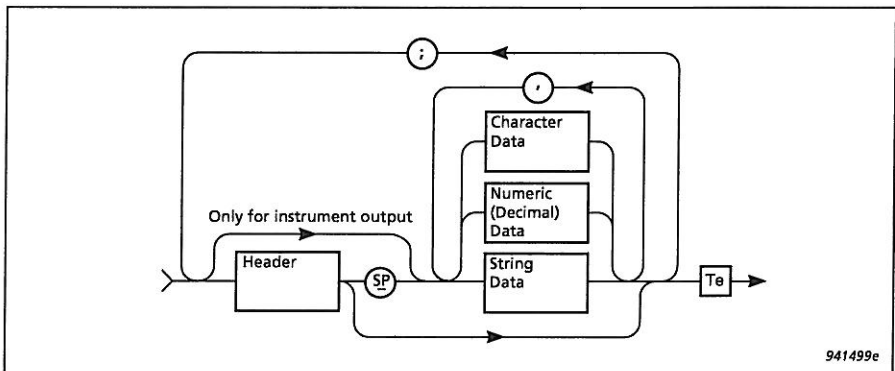 ;
,
Character
Data
Numeric
(Decimal)
Data
Only for instrument output
Header
SP
String
Data
Te
941499e